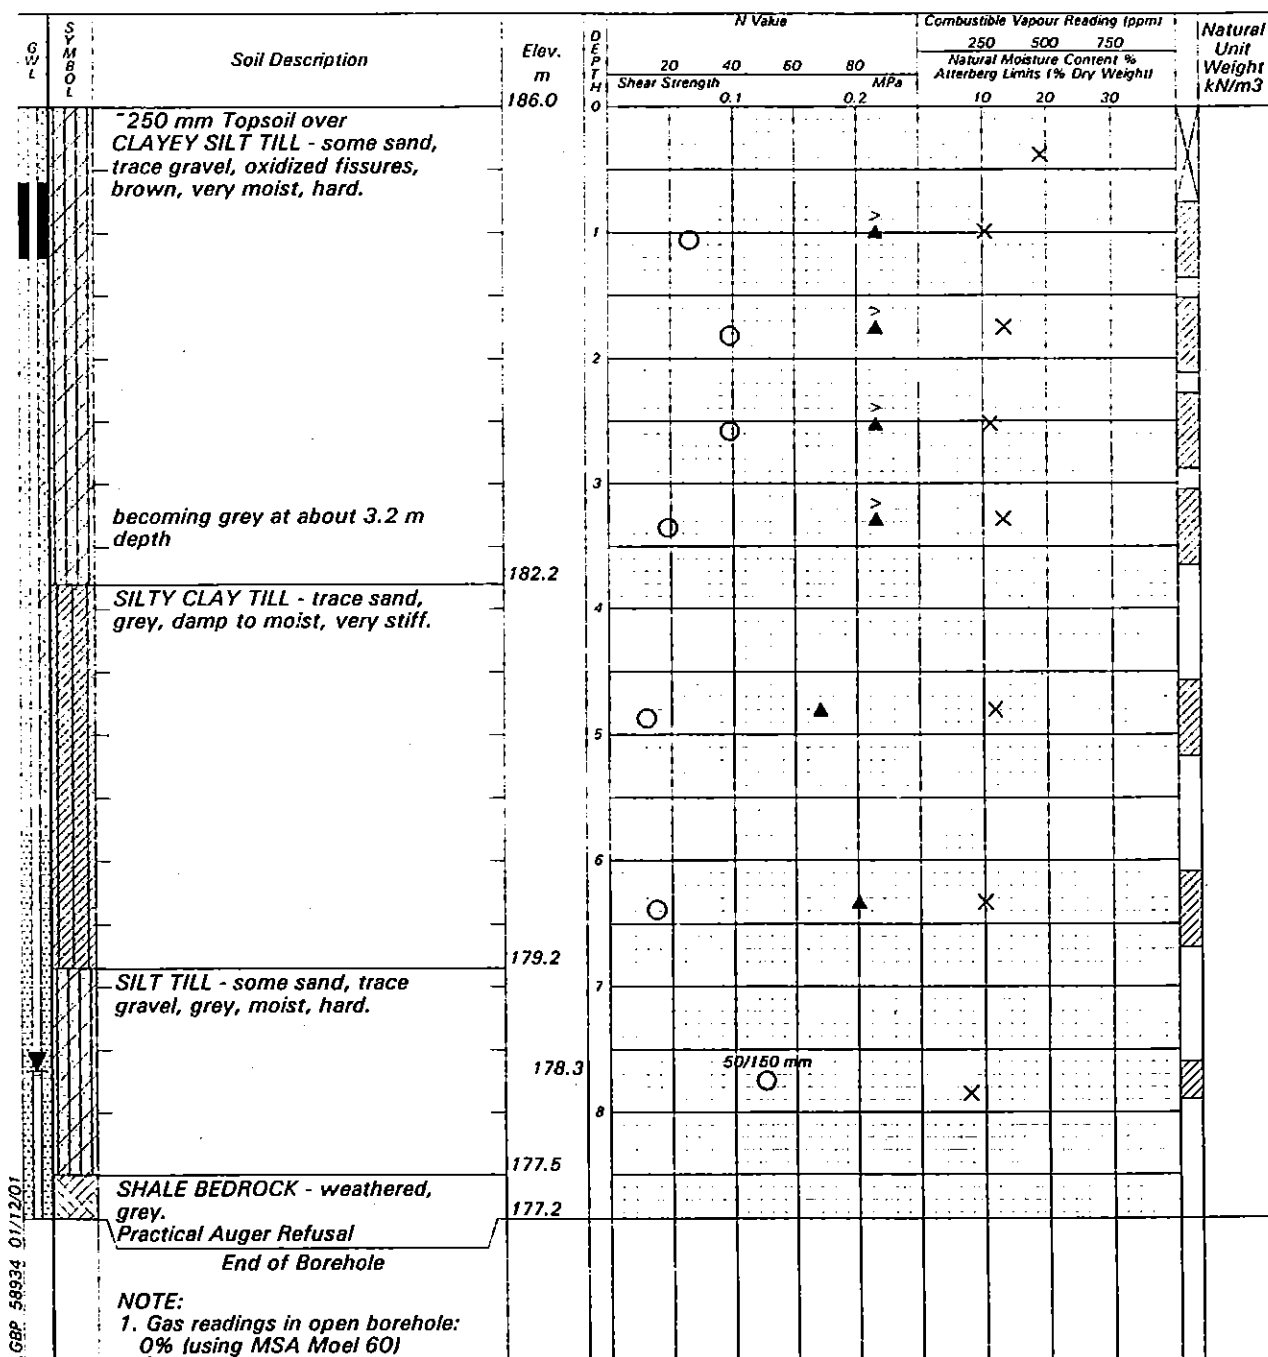 GWL
SYMBOL
Soil Description
Elev.
m
186.0
DEPTH
N Value
20 40 60 80
Shear Strength MPa
0.1 0.2
Combustible Vapour Reading (ppm)
250 500 750
Natural Moisture Content %
Atterberg Limits (% Dry Weight)
10 20 30
Natural
Unit
Weight
kN/m3
0
~250 mm Topsoil over
CLAYEY SILT TILL - some sand,
trace gravel, oxidized fissures,
brown, very moist, hard.
>
1
>
2
>
3
>
becoming grey at about 3.2 m
depth
182.2
SILTY CLAY TILL - trace sand,
grey, damp to moist, very stiff.
4
5
6
179.2
SILT TILL - some sand, trace
gravel, grey, moist, hard.
7
178.3
50/150 mm
8
177.5
SHALE BEDROCK - weathered,
grey.
177.2
Practical Auger Refusal
End of Borehole
NOTE:
1. Gas readings in open borehole:
0% (using MSA Moel 60)
GBP 58934 01/12/01